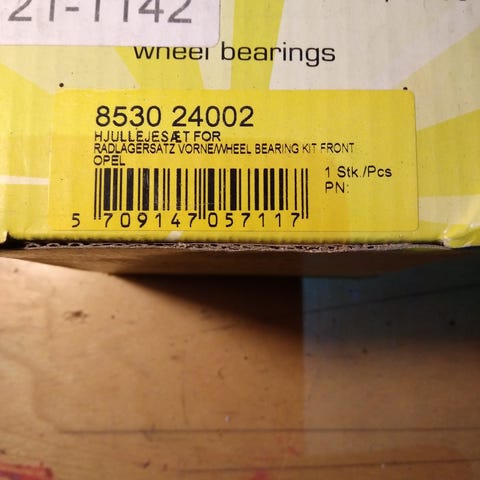 21-1142
wheel bearings
8530 24002
HJULLEJESÆT FOR
RADLAGERSATZ VORNE/WHEEL BEARING KIT FRONT
OPEL
1 Stk./Pcs
PN:
5 709147 057117